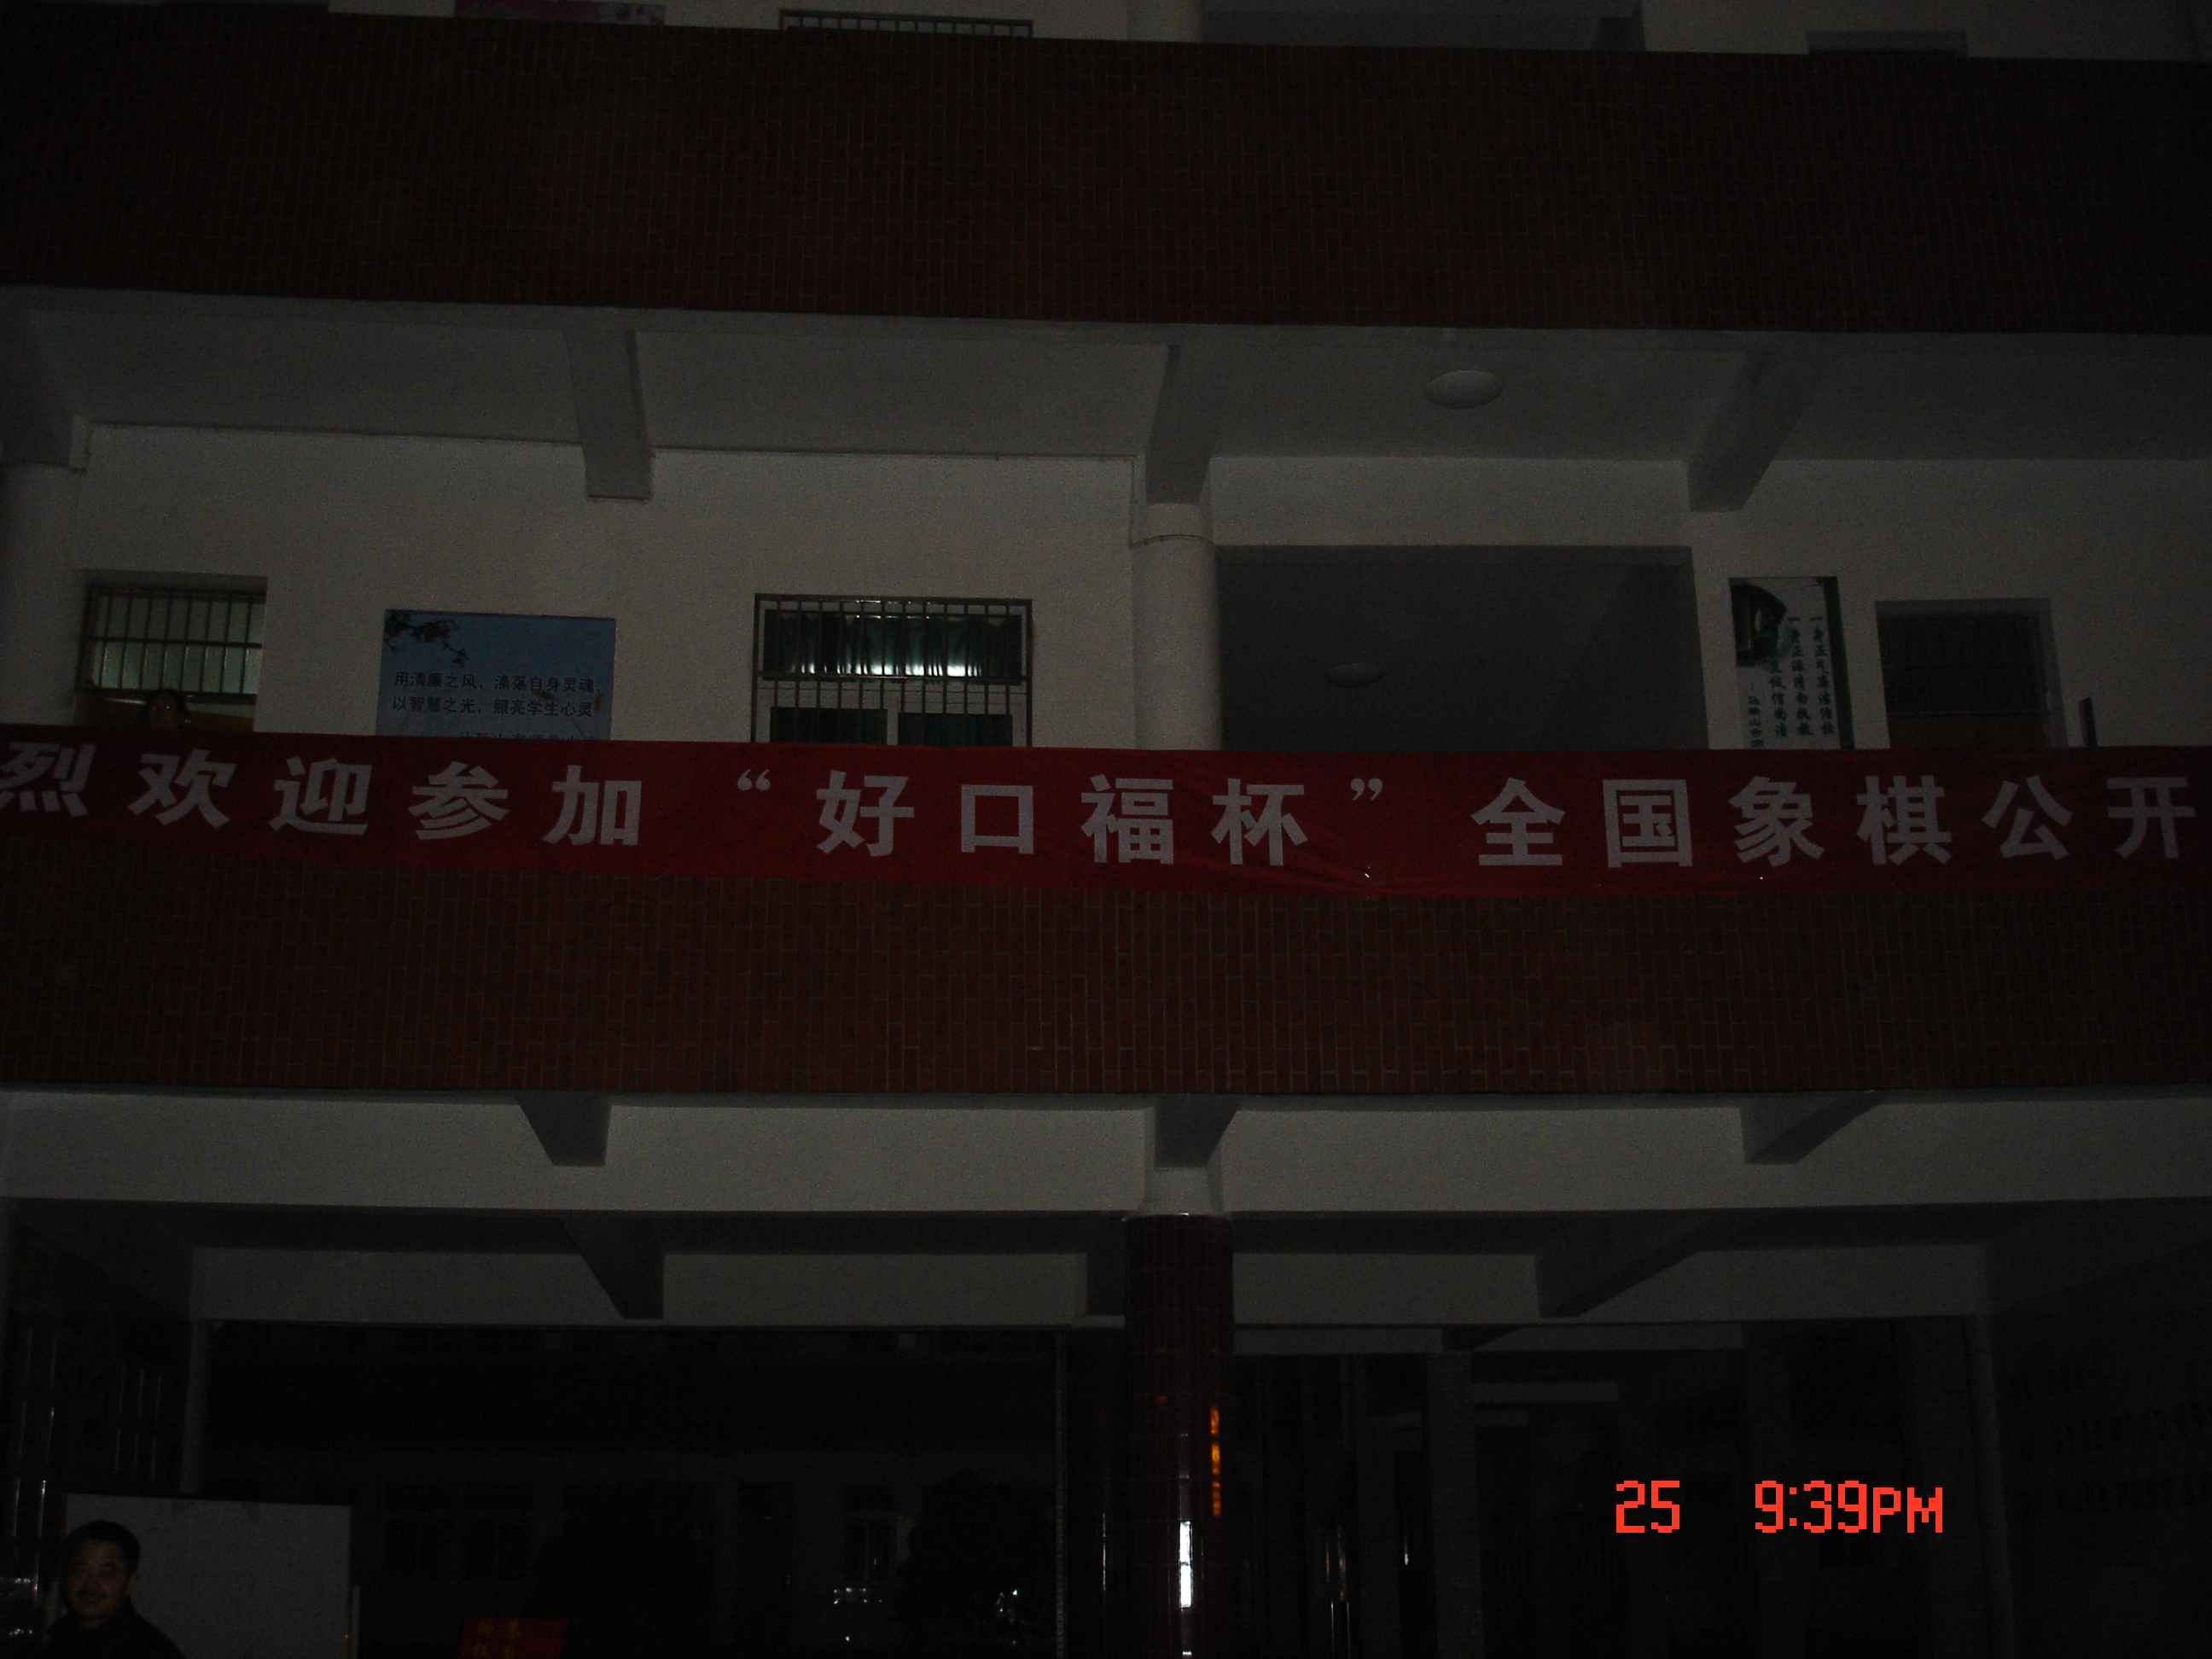 用清廉之风，涤荡自身灵魂，
以智慧之光，照亮学生心灵
烈欢迎参加“好口福杯”全国象棋公开
25 9:39PM